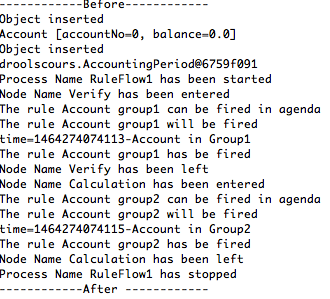 ------------Before------------
Object inserted
Account [accountNo=0, balance=0.0]
Object inserted
droolscours.AccountingPeriod@6759f091
Process Name RuleFlow1 has been started
Node Name Verify has been entered
The rule Account group1 can be fired in agenda
The rule Account group1 will be fired
time=1464274074113-Account in Group1
The rule Account group1 has be fired
Node Name Verify has been left
Node Name Calculation has been entered
The rule Account group2 can be fired in agenda
The rule Account group2 will be fired
time=1464274074115-Account in Group2
The rule Account group2 has be fired
Node Name Calculation has been left
Process Name RuleFlow1 has stopped
------------After ------------